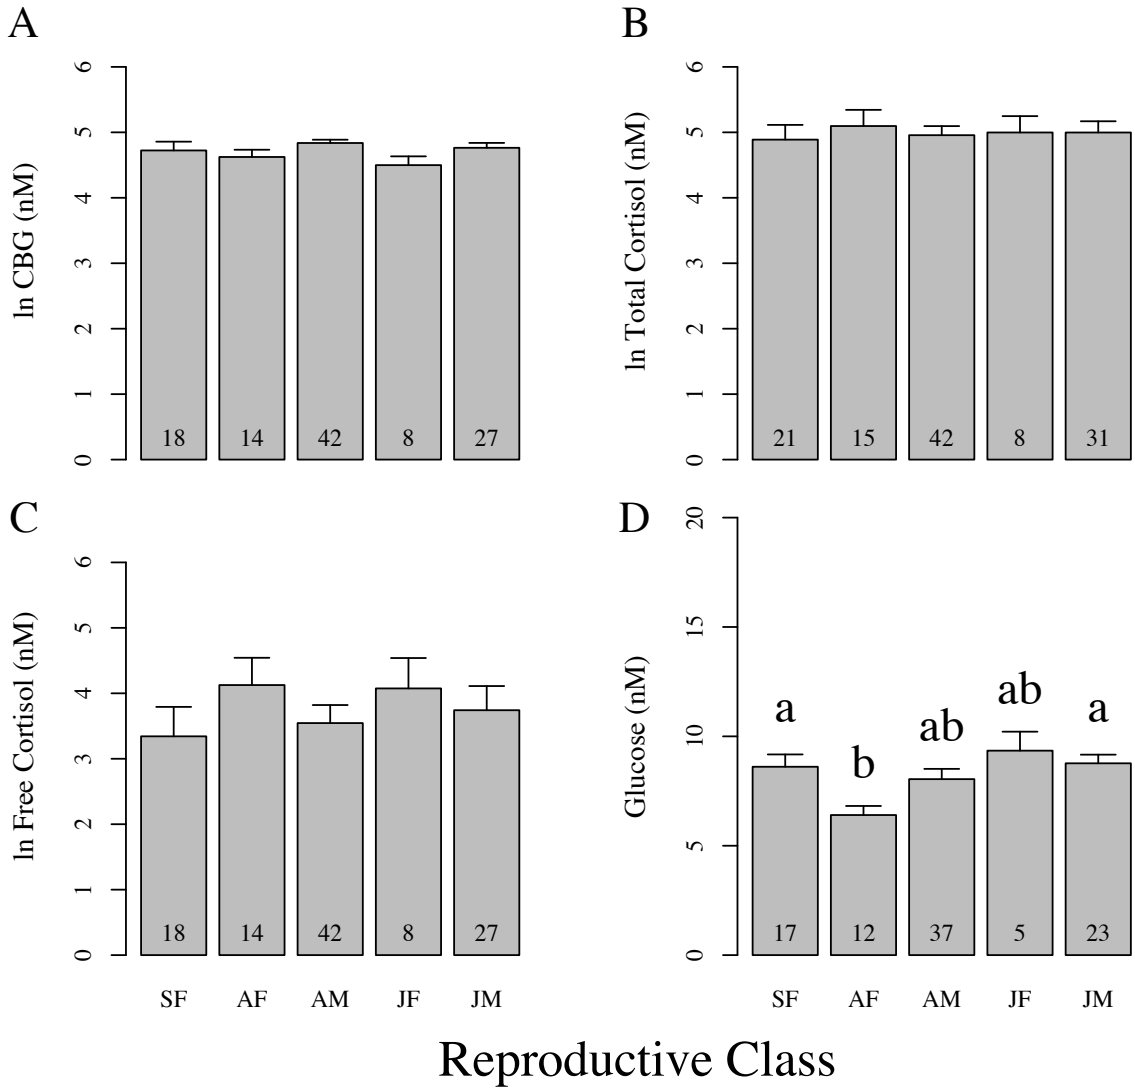 A
ln CBG (nM)
0 1 2 3 4 5 6
18 14 42 8 27
B
ln Total Cortisol (nM)
0 1 2 3 4 5 6
21 15 42 8 31
C
ln Free Cortisol (nM)
0 1 2 3 4 5 6
18 14 42 8 27
SF AF AM JF JM
D
Glucose (nM)
0 5 10 15 20
a b ab ab a
17 12 37 5 23
SF AF AM JF JM
Reproductive Class